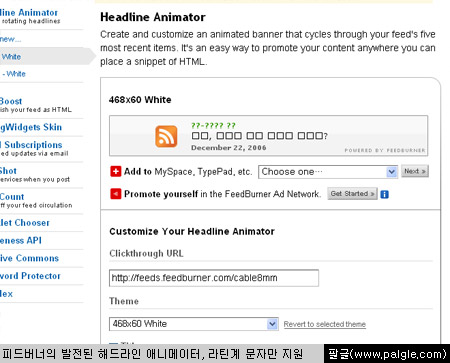 Headline Animator
line Animator
rotating headlines
Create and customize an animated banner that cycles through your feed's five
most recent items. It's an easy way to promote your content anywhere you can
place a snippet of HTML.
new...
White
- White
468x60 White
Boost
ish your feed as HTML
gWidgets Skin
l Subscriptions
ed updates via email
Shot
services when you post
Count
off your feed circulation
let Chooser
eness API
ive Commons
word Protector
lex
??-???? ??
□□, □□□ □□ □□□ □□□?
December 22, 2006
POWERED BY FEEDBURNER
Add to MySpace, TypePad, etc.
Choose one...
Next »
Promote yourself in the FeedBurner Ad Network.
Get Started »
i
Customize Your Headline Animator
Clickthrough URL
http://feeds.feedburner.com/cable8mm
Theme
468x60 White
Revert to selected theme
피드버너의 발전된 헤드라인 애니메이터, 라틴계 문자만 지원
팔글(www.palgle.com)